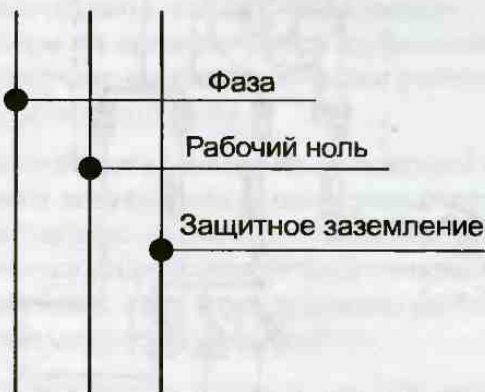 Фаза
Рабочий ноль
Защитное заземление